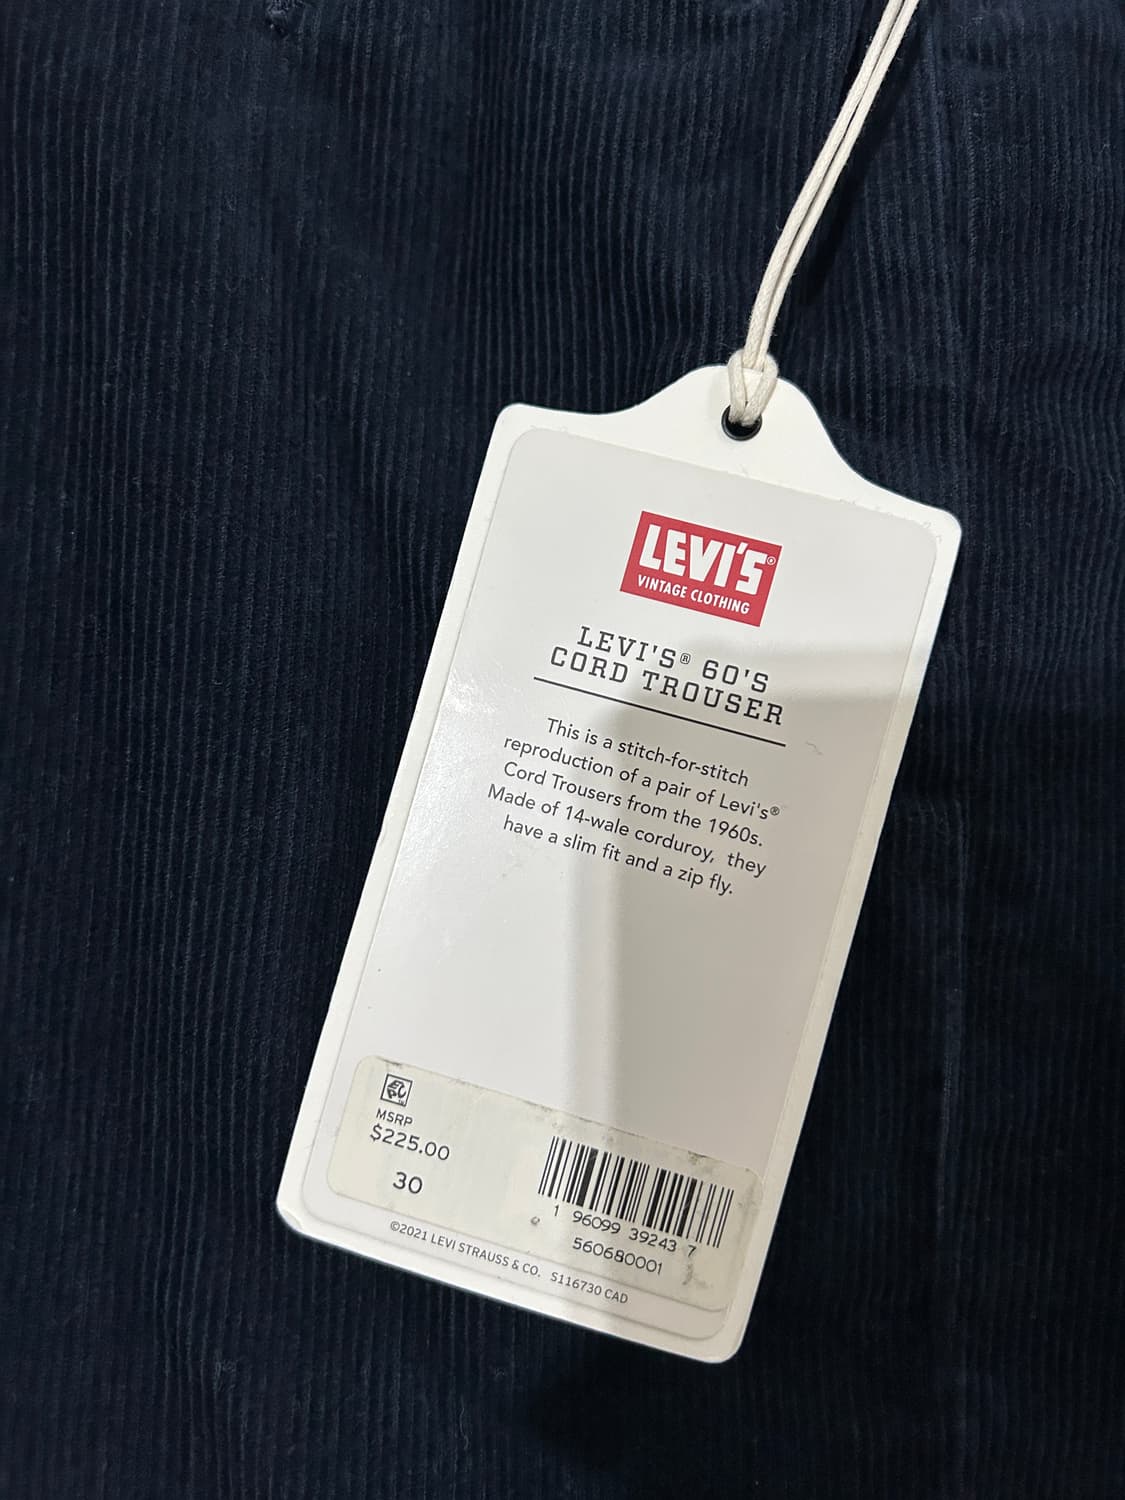 LEVI'S®
VINTAGE CLOTHING
LEVI'S® 60'S
CORD TROUSER
This is a stitch-for-stitch
reproduction of a pair of Levi's®
Cord Trousers from the 1960s.
Made of 14-wale corduroy, they
have a slim fit and a zip fly.
MSRP
$225.00
30
1 96099 39243 7
560680001
©2021 LEVI STRAUSS & CO. S116730 CAD